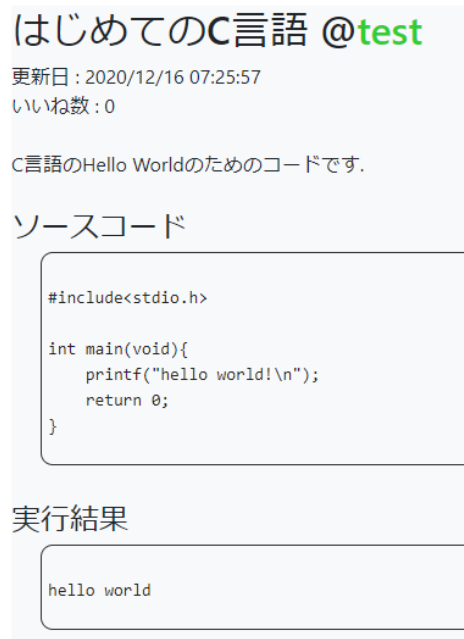 はじめてのC言語 @test
更新日 : 2020/12/16 07:25:57
いいね数 : 0
C言語のHello Worldのためのコードです.
ソースコード
#include<stdio.h>
int main(void){
    printf("hello world!\n");
    return 0;
}
実行結果
hello world